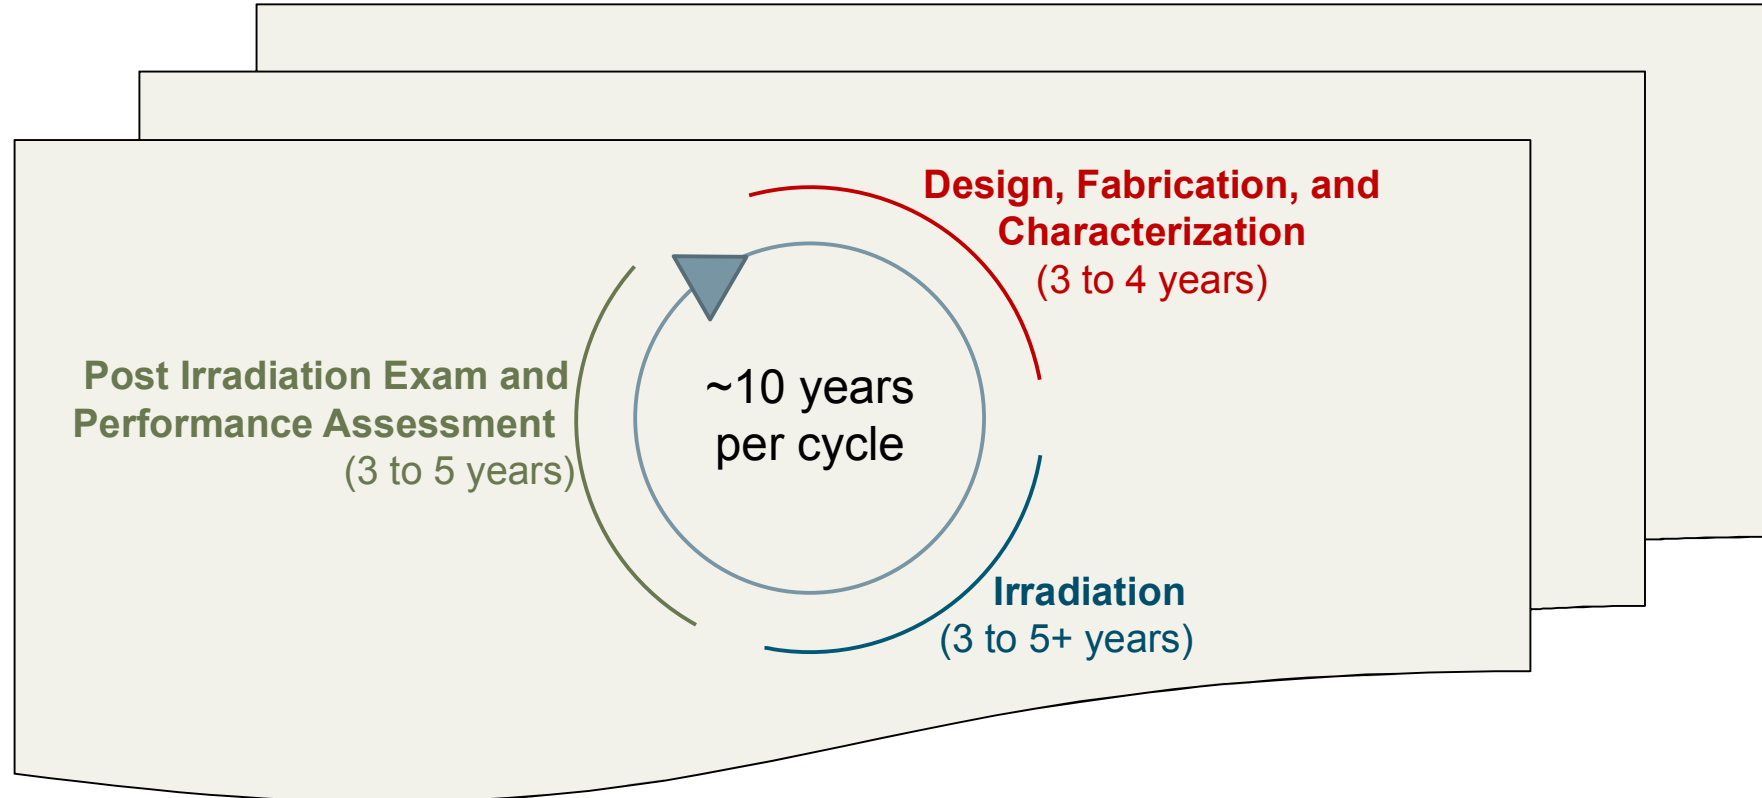 Design, Fabrication, and
Characterization
(3 to 4 years)
Post Irradiation Exam and
Performance Assessment
(3 to 5 years)
~10 years
per cycle
Irradiation
(3 to 5+ years)